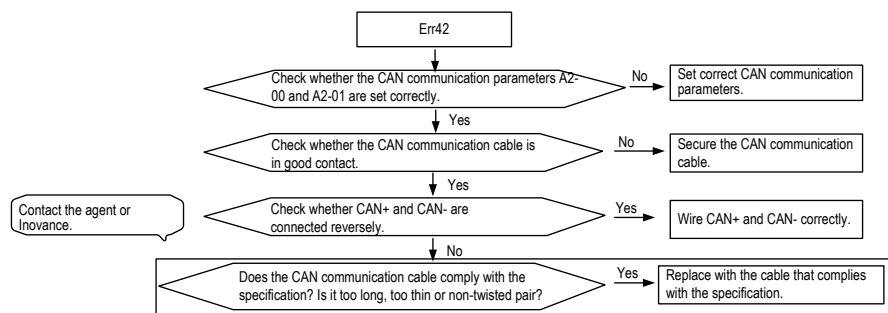 Err42
Check whether the CAN communication parameters A2-
00 and A2-01 are set correctly.
No
Set correct CAN communication
parameters.
Yes
Check whether the CAN communication cable is
in good contact.
No
Secure the CAN communication
cable.
Yes
Contact the agent or
Inovance.
Check whether CAN+ and CAN- are
connected reversely.
Yes
Wire CAN+ and CAN- correctly.
No
Does the CAN communication cable comply with the
specification? Is it too long, too thin or non-twisted pair?
Yes
Replace with the cable that complies
with the specification.